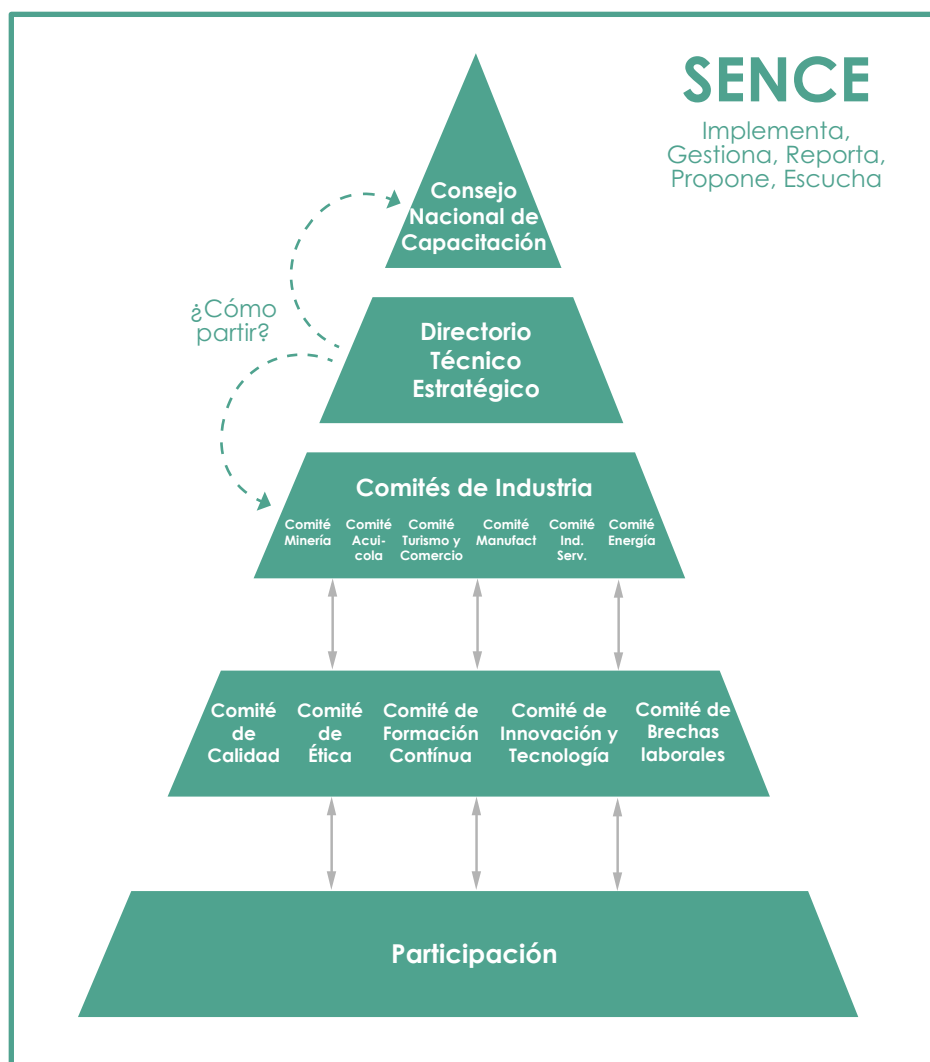 SENCE
Implementa,
Gestiona, Reporta,
Propone, Escucha
Consejo
Nacional de
Capacitación
¿Cómo
partir?
Directorio
Técnico
Estratégico
Comités de Industria
Comité
Minería
Comité
Acui-
cola
Comité
Turismo y
Comercio
Comité
Manufact
Comité
Ind.
Serv.
Comité
Energía
Comité
de
Calidad
Comité
de
Ética
Comité de
Formación
Contínua
Comité de
Innovación y
Tecnología
Comité de
Brechas
laborales
Participación